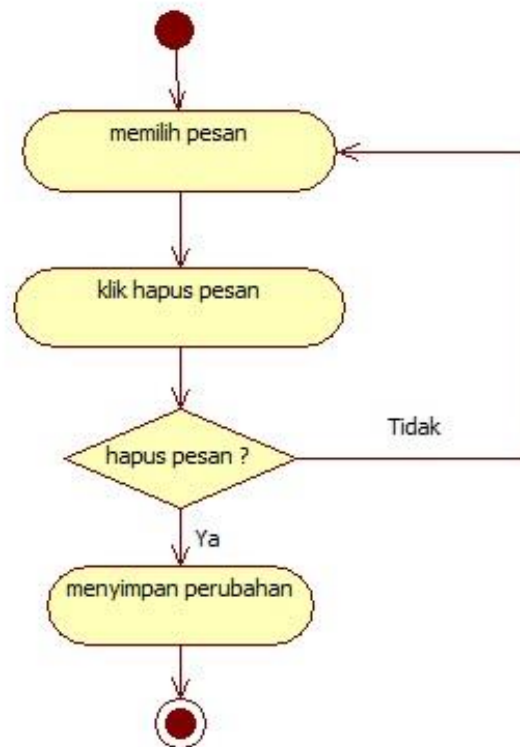 memilih pesan
klik hapus pesan
hapus pesan ?
Tidak
Ya
menyimpan perubahan